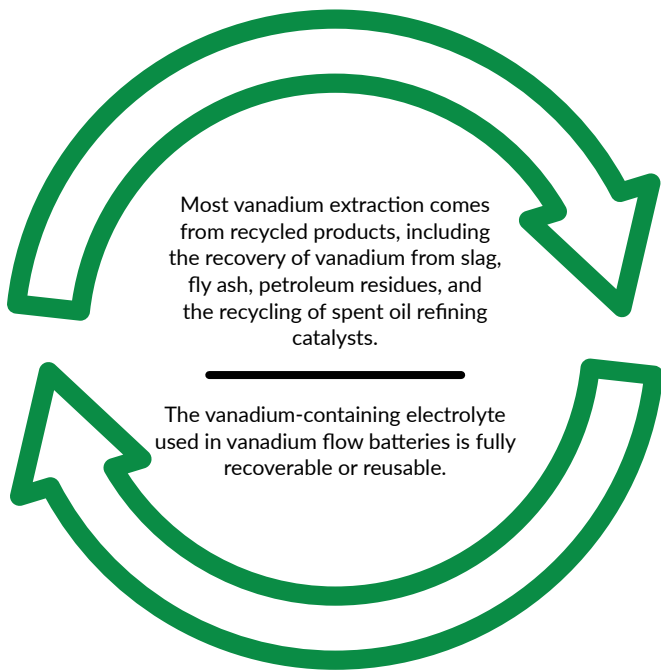 Most vanadium extraction comes
from recycled products, including
the recovery of vanadium from slag,
fly ash, petroleum residues, and
the recycling of spent oil refining
catalysts.
The vanadium-containing electrolyte
used in vanadium flow batteries is fully
recoverable or reusable.